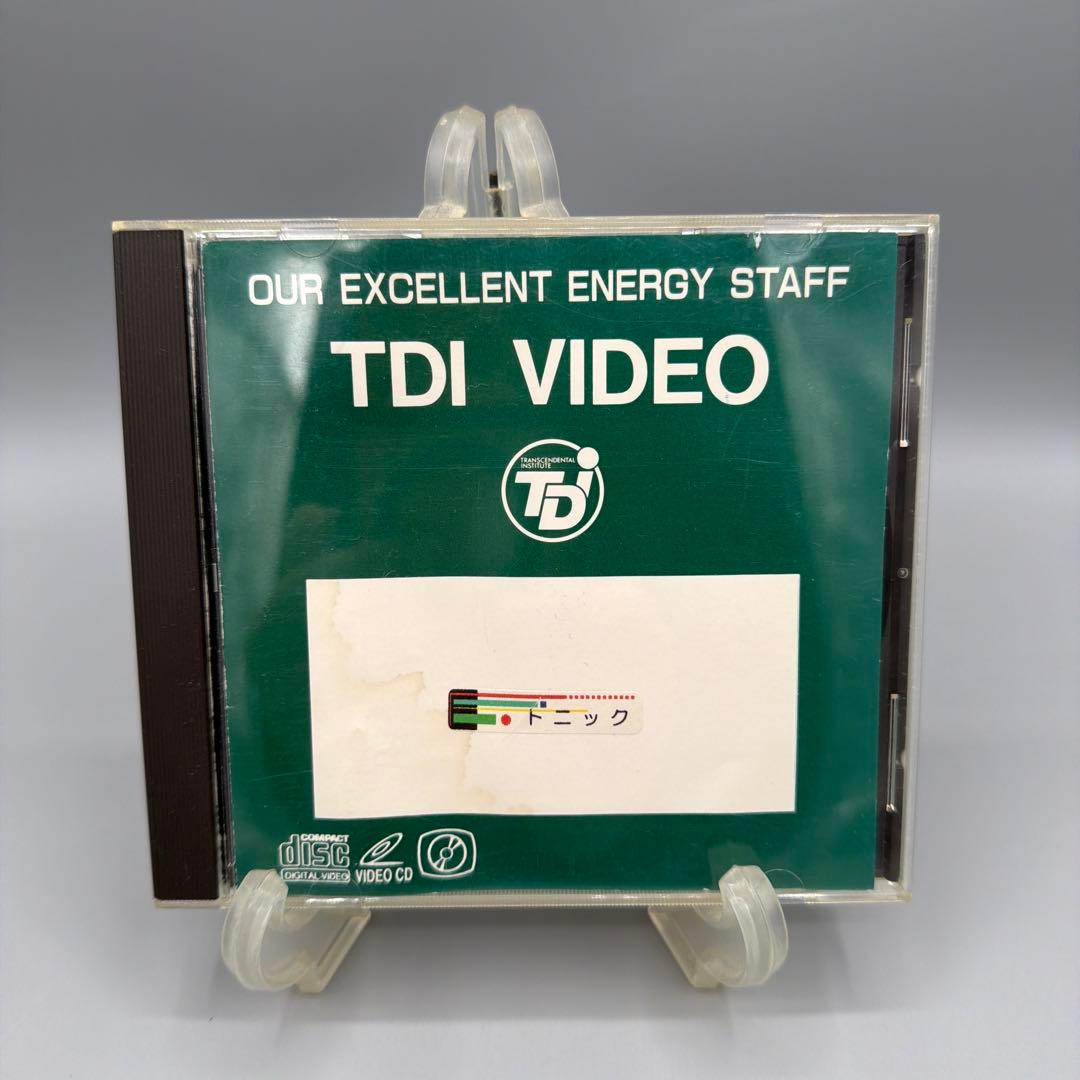 OUR EXCELLENT ENERGY STAFF
TDI VIDEO
TRANSCENDENTAL
INSTITUTE
TDi
トニック
COMPACT
disc
DIGITAL VIDEO
VIDEO CD